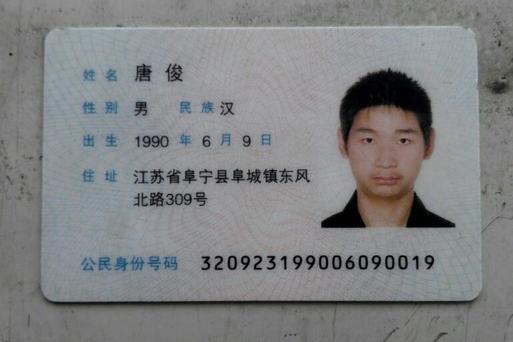 姓名 唐俊
性别 男 民族 汉
出生 1990 年 6 月 9 日
住址 江苏省阜宁县阜城镇东风
北路309号
公民身份号码 320923199006090019